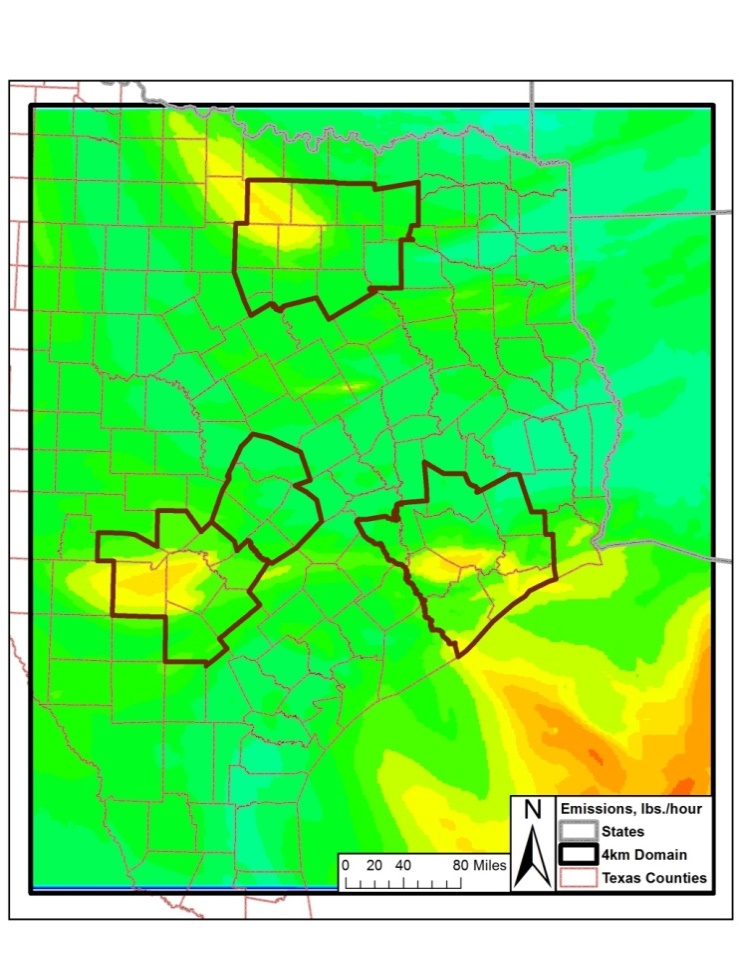 N
Emissions, lbs./hour
States
4km Domain
Texas Counties
0 20 40 80 Miles